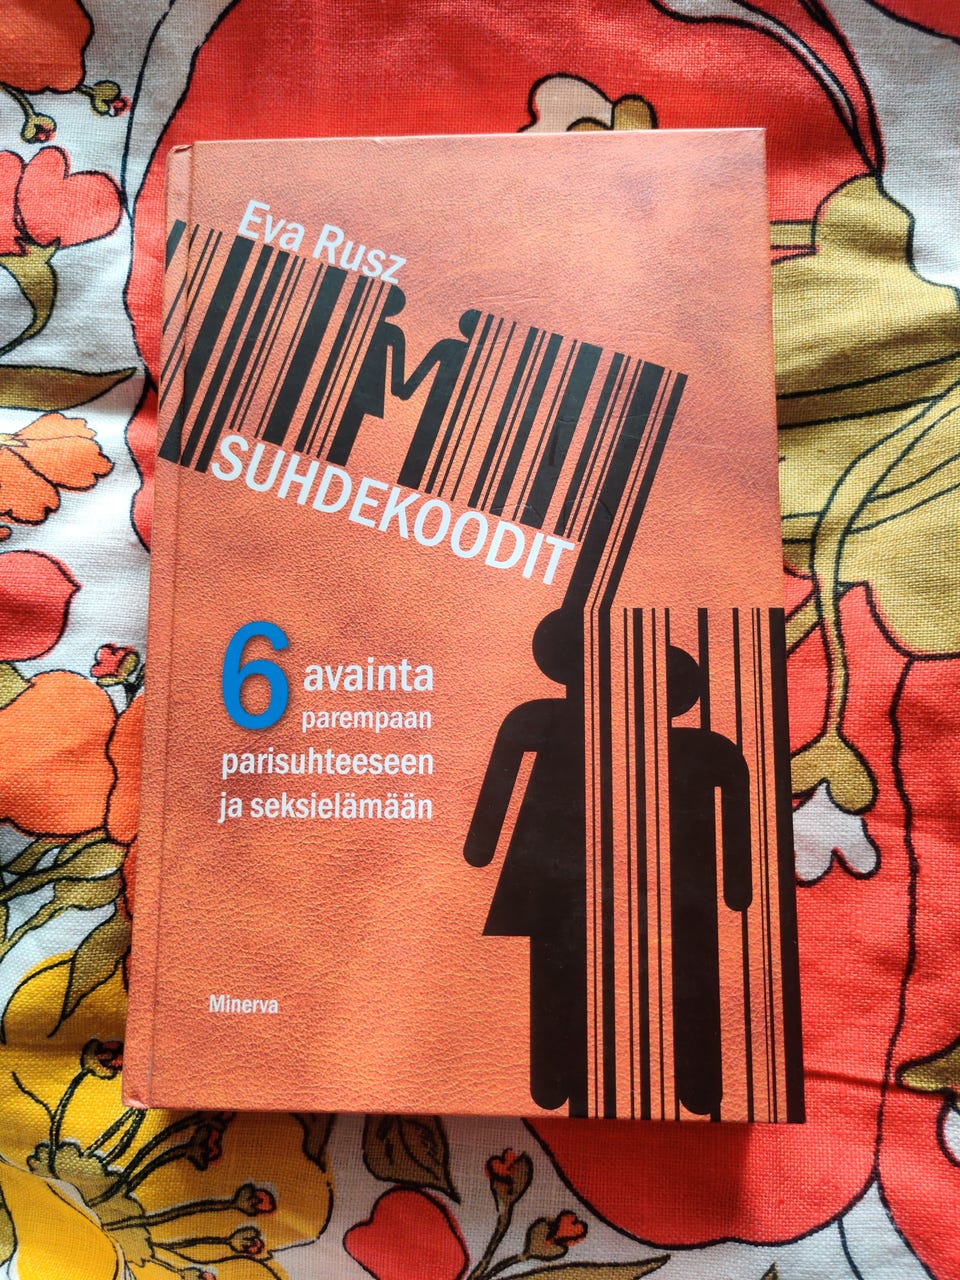 Eva Rusz
SUHDEKOODIT
6 avainta
parempaan
parisuhteeseen
ja seksielämään
Minerva